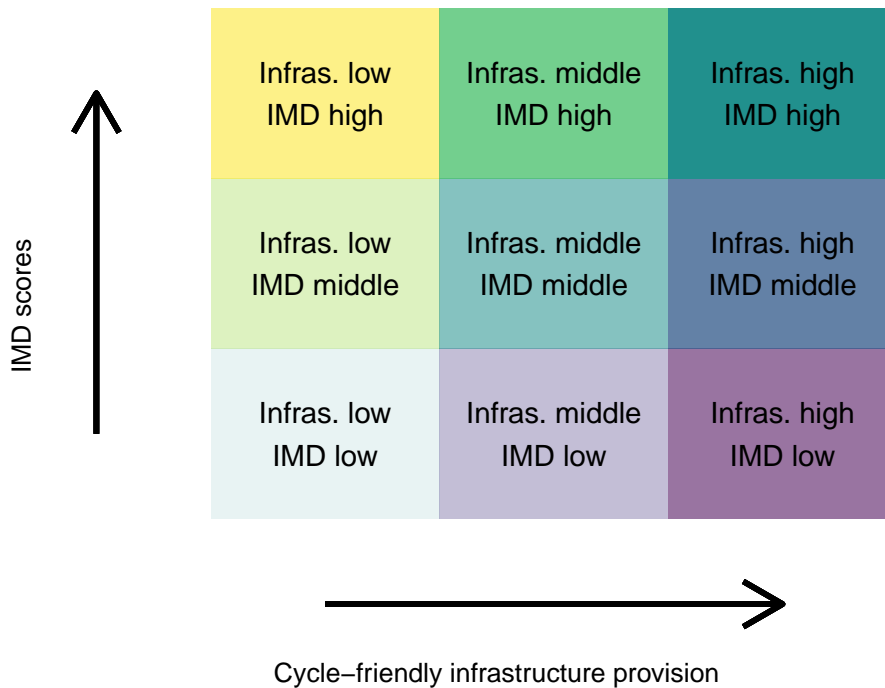 Infras. low
IMD high
Infras. middle
IMD high
Infras. high
IMD high
Infras. low
IMD middle
Infras. middle
IMD middle
Infras. high
IMD middle
Infras. low
IMD low
Infras. middle
IMD low
Infras. high
IMD low
IMD scores
Cycle−friendly infrastructure provision